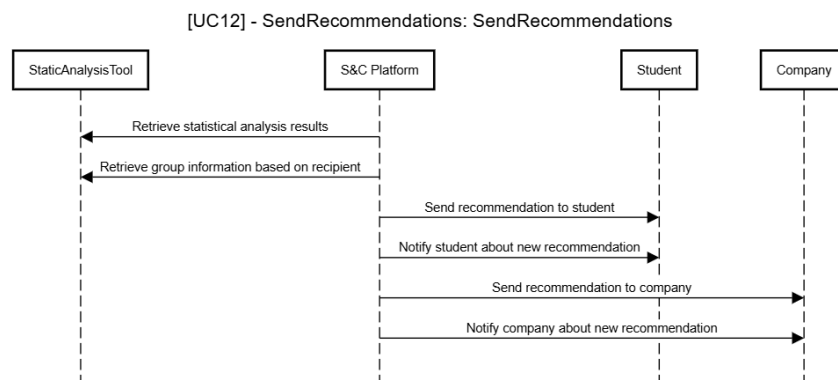 [UC12] - SendRecommendations: SendRecommendations
StaticAnalysisTool
S&C Platform
Student
Company
Retrieve statistical analysis results
Retrieve group information based on recipient
Send recommendation to student
Notify student about new recommendation
Send recommendation to company
Notify company about new recommendation